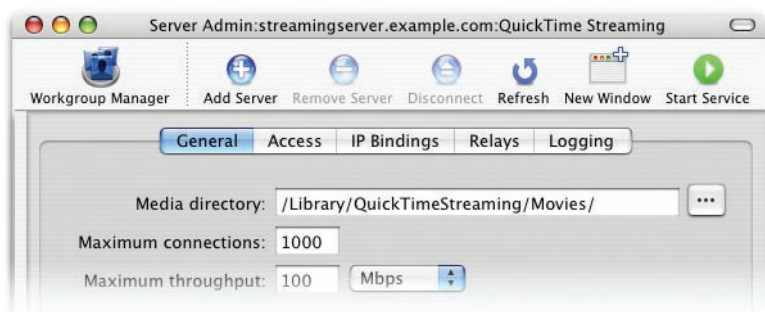 Server Admin:streamingserver.example.com:QuickTime Streaming
Workgroup Manager Add Server Remove Server Disconnect Refresh New Window Start Service
General Access IP Bindings Relays Logging
Media directory: /Library/QuickTimeStreaming/Movies/ ...
Maximum connections: 1000
Maximum throughput: 100 Mbps